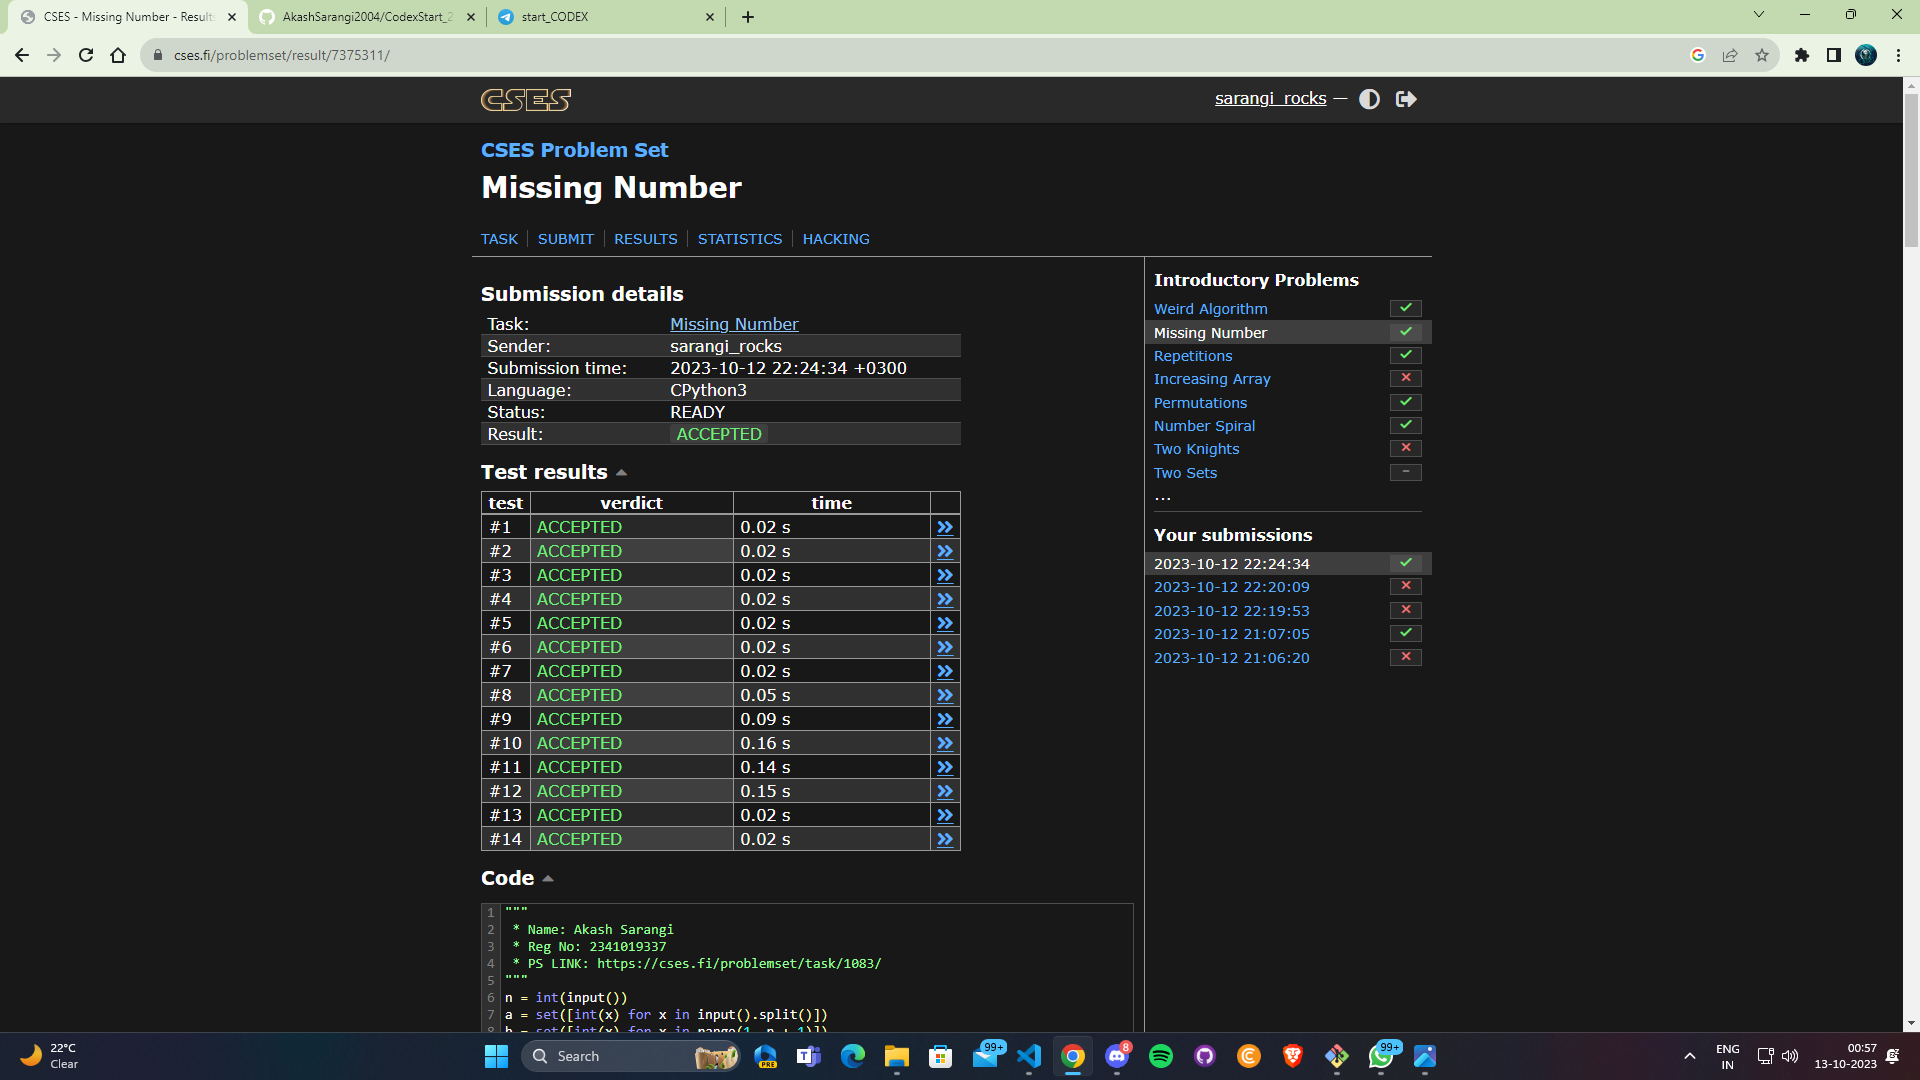 CSES - Missing Number - Results
AkashSarangi2004/CodexStart_2
start_CODEX
cses.fi/problemset/result/7375311/
CSES
sarangi_rocks —
CSES Problem Set
Missing Number
TASK | SUBMIT | RESULTS | STATISTICS | HACKING
Submission details
Task: Missing Number
Sender: sarangi_rocks
Submission time: 2023-10-12 22:24:34 +0300
Language: CPython3
Status: READY
Result: ACCEPTED
Test results
test verdict time
#1 ACCEPTED 0.02 s »
#2 ACCEPTED 0.02 s »
#3 ACCEPTED 0.02 s »
#4 ACCEPTED 0.02 s »
#5 ACCEPTED 0.02 s »
#6 ACCEPTED 0.02 s »
#7 ACCEPTED 0.02 s »
#8 ACCEPTED 0.05 s »
#9 ACCEPTED 0.09 s »
#10 ACCEPTED 0.16 s »
#11 ACCEPTED 0.14 s »
#12 ACCEPTED 0.15 s »
#13 ACCEPTED 0.02 s »
#14 ACCEPTED 0.02 s »
Code
1 """
2 * Name: Akash Sarangi
3 * Reg No: 2341019337
4 * PS LINK: https://cses.fi/problemset/task/1083/
5 """
6 n = int(input())
7 a = set([int(x) for x in input().split()])
8 b = set([int(x) for x in range(1, n + 1)])
Introductory Problems
Weird Algorithm
Missing Number
Repetitions
Increasing Array
Permutations
Number Spiral
Two Knights
Two Sets –
...
Your submissions
2023-10-12 22:24:34
2023-10-12 22:20:09
2023-10-12 22:19:53
2023-10-12 21:07:05
2023-10-12 21:06:20
22°C
Clear
Search
PRE
99+
8
99+
ENG
IN
00:57
13-10-2023